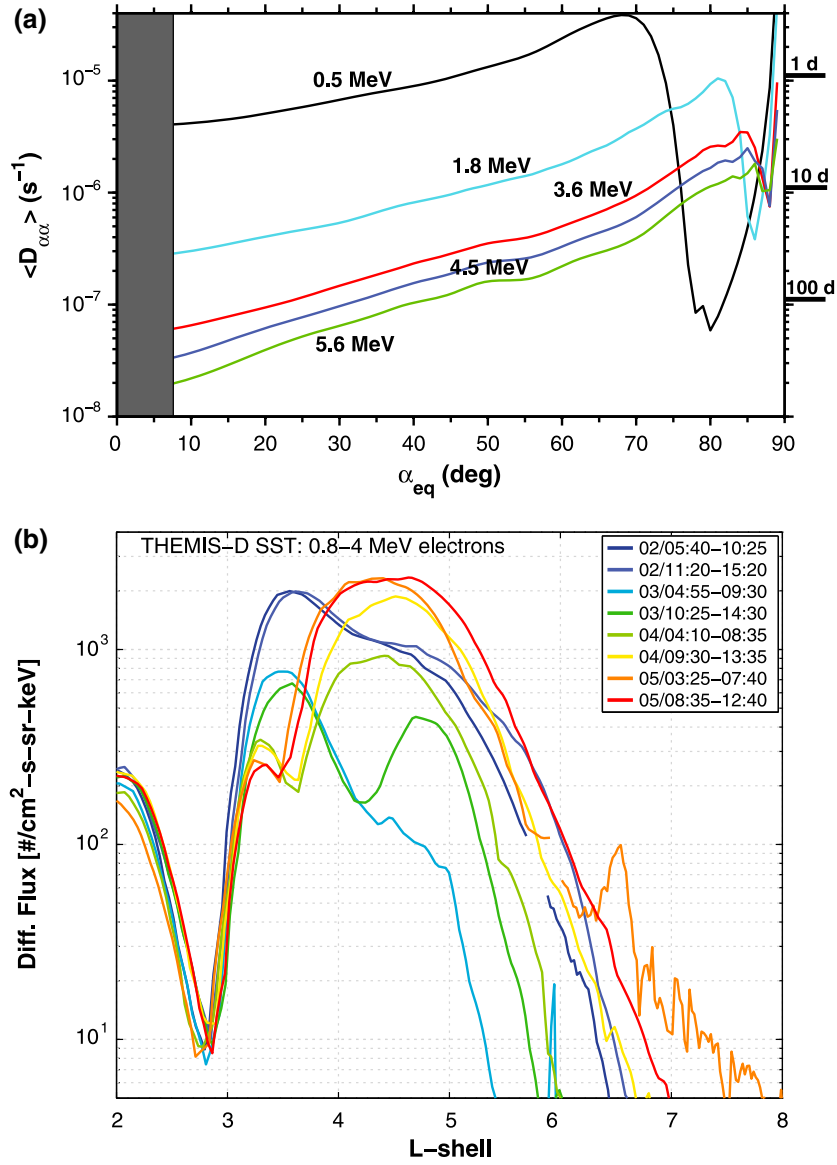 (a)
10⁻⁵
10⁻⁶
10⁻⁷
10⁻⁸
<D_αα> (s⁻¹)
0.5 MeV
1.8 MeV
3.6 MeV
4.5 MeV
5.6 MeV
1 d
10 d
100 d
0 10 20 30 40 50 60 70 80 90
α_eq (deg)
(b)
THEMIS-D SST: 0.8-4 MeV electrons
02/05:40-10:25
02/11:20-15:20
03/04:55-09:30
03/10:25-14:30
04/04:10-08:35
04/09:30-13:35
05/03:25-07:40
05/08:35-12:40
10³
10²
10¹
Diff. Flux [#/cm²-s-sr-keV]
2 3 4 5 6 7 8
L-shell